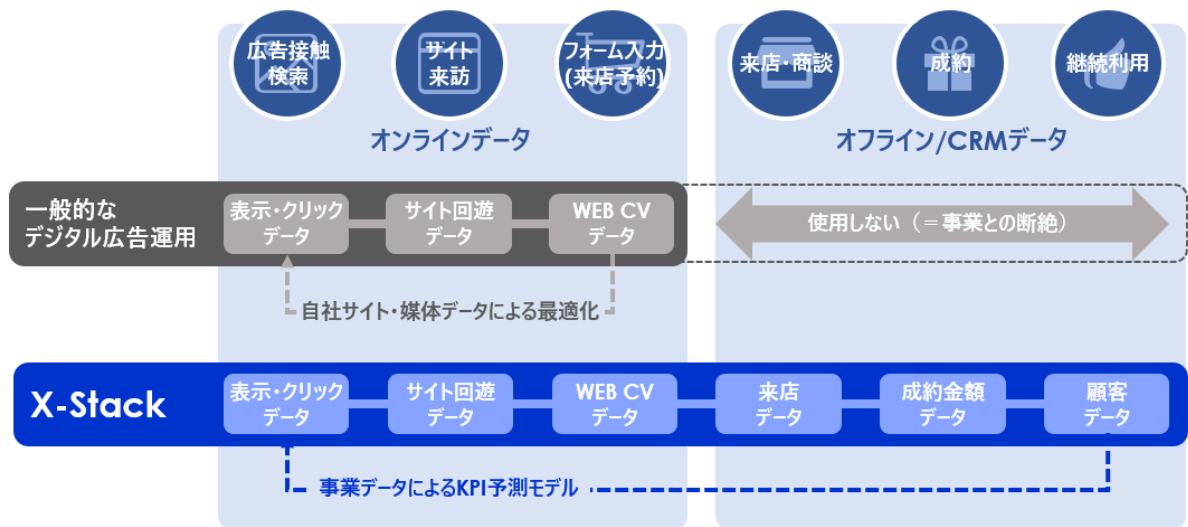 広告接触
検索
サイト
来訪
フォーム入力
(来店予約)
来店・商談
成約
継続利用
オンラインデータ
オフライン/CRMデータ
一般的な
デジタル広告運用
表示・クリック
データ
サイト回遊
データ
WEB CV
データ
使用しない（＝事業との断絶）
自社サイト・媒体データによる最適化
X-Stack
表示・クリック
データ
サイト回遊
データ
WEB CV
データ
来店
データ
成約金額
データ
顧客
データ
事業データによるKPI予測モデル